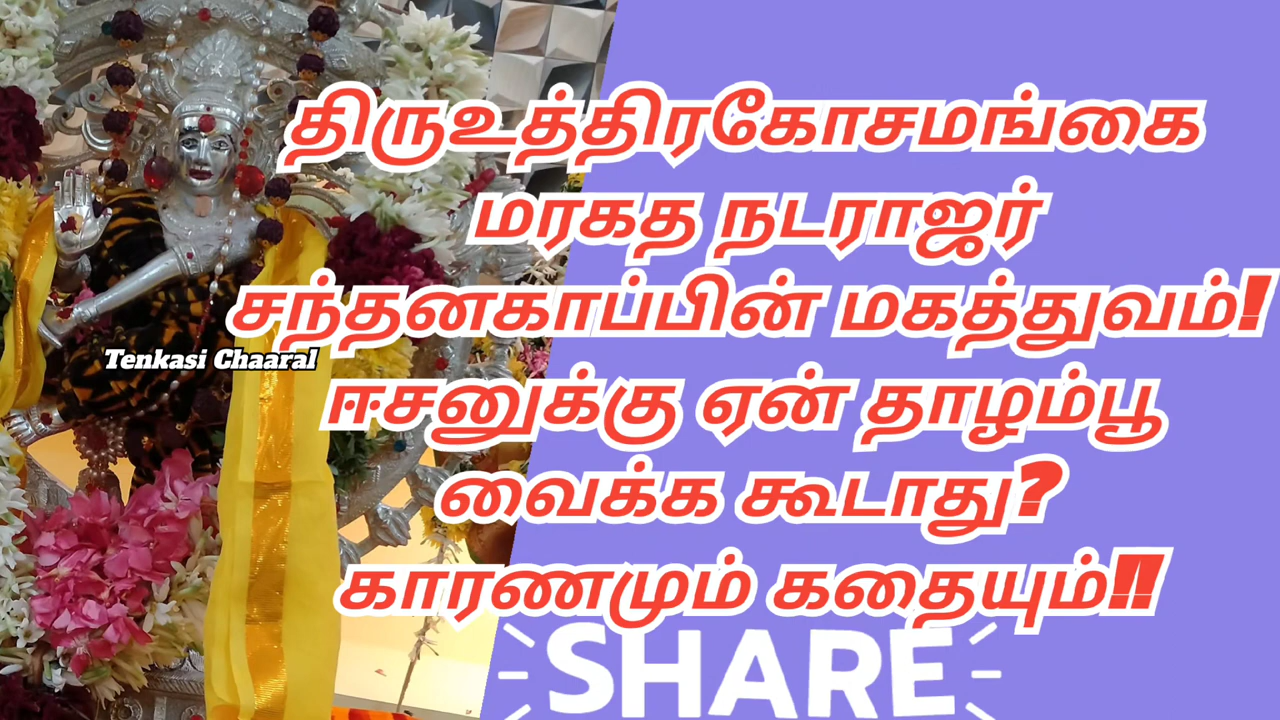 திருஉத்திரகோசமங்கை
மரகத நடராஜர்
சந்தனகாப்பின் மகத்துவம்!
Tenkasi Chaaral
ஈசனுக்கு ஏன் தாழம்பூ
வைக்க கூடாது?
காரணமும் கதையும்!!
SHARE